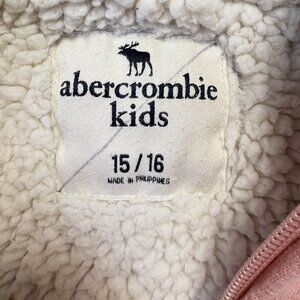 abercrombie
kids
15 / 16
MADE IN PHILIPPINES